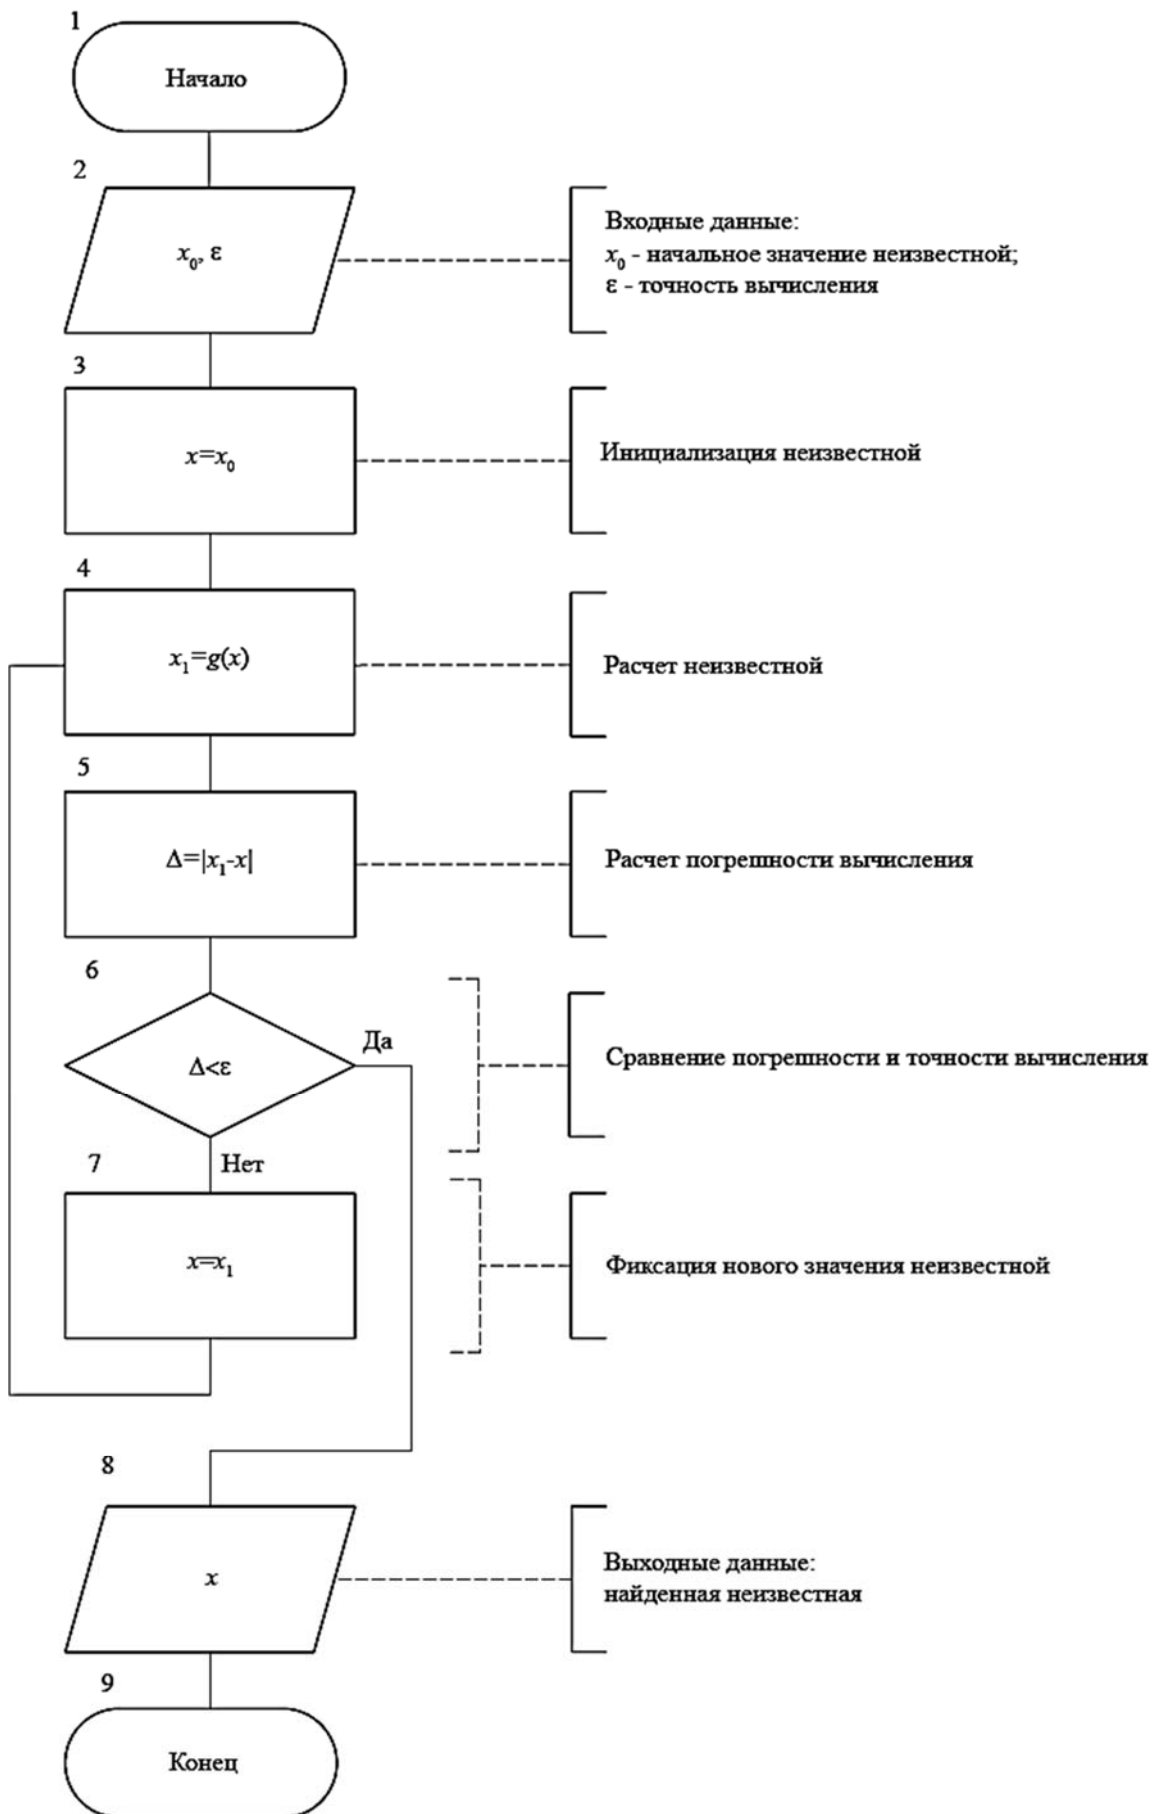 1
Начало
2
x₀, ε
Входные данные:
x₀ - начальное значение неизвестной;
ε - точность вычисления
3
x=x₀
Инициализация неизвестной
4
x₁=g(x)
Расчет неизвестной
5
Δ=|x₁-x|
Расчет погрешности вычисления
6
Δ<ε
Да
Сравнение погрешности и точности вычисления
7
Нет
x=x₁
Фиксация нового значения неизвестной
8
x
Выходные данные:
найденная неизвестная
9
Конец